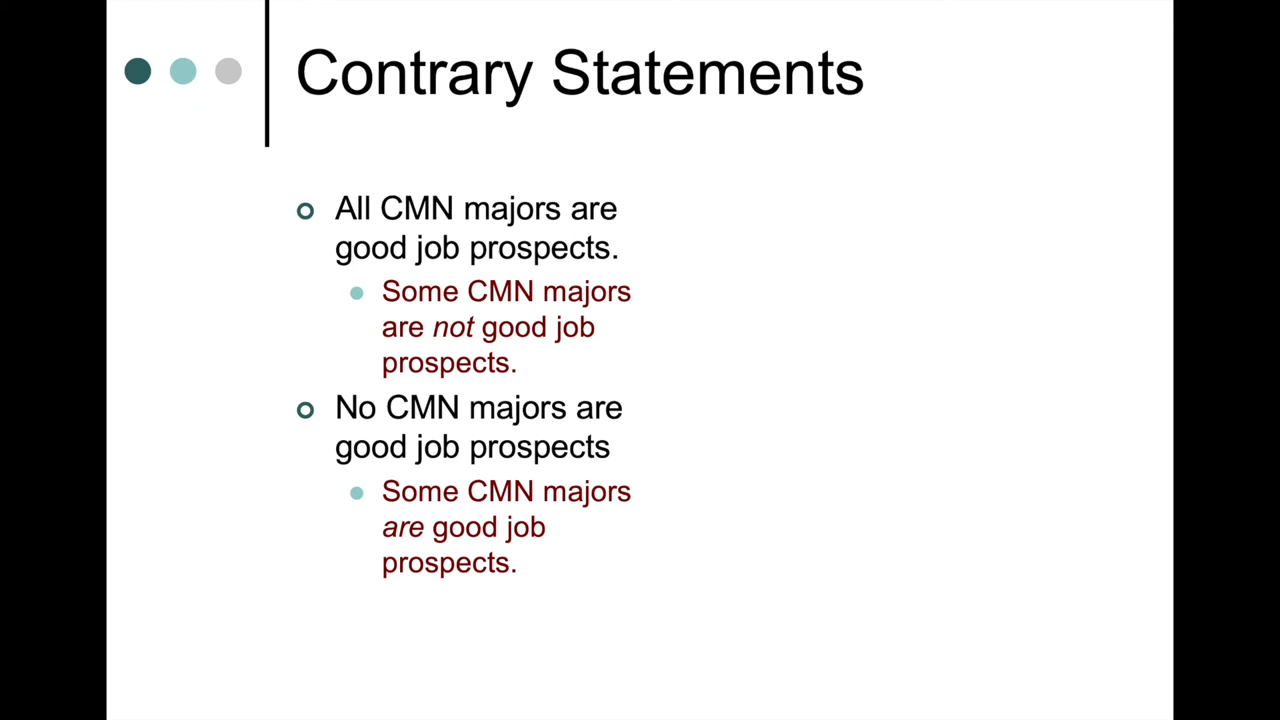 Contrary Statements
All CMN majors are
good job prospects.
Some CMN majors
are not good job
prospects.
No CMN majors are
good job prospects
Some CMN majors
are good job
prospects.